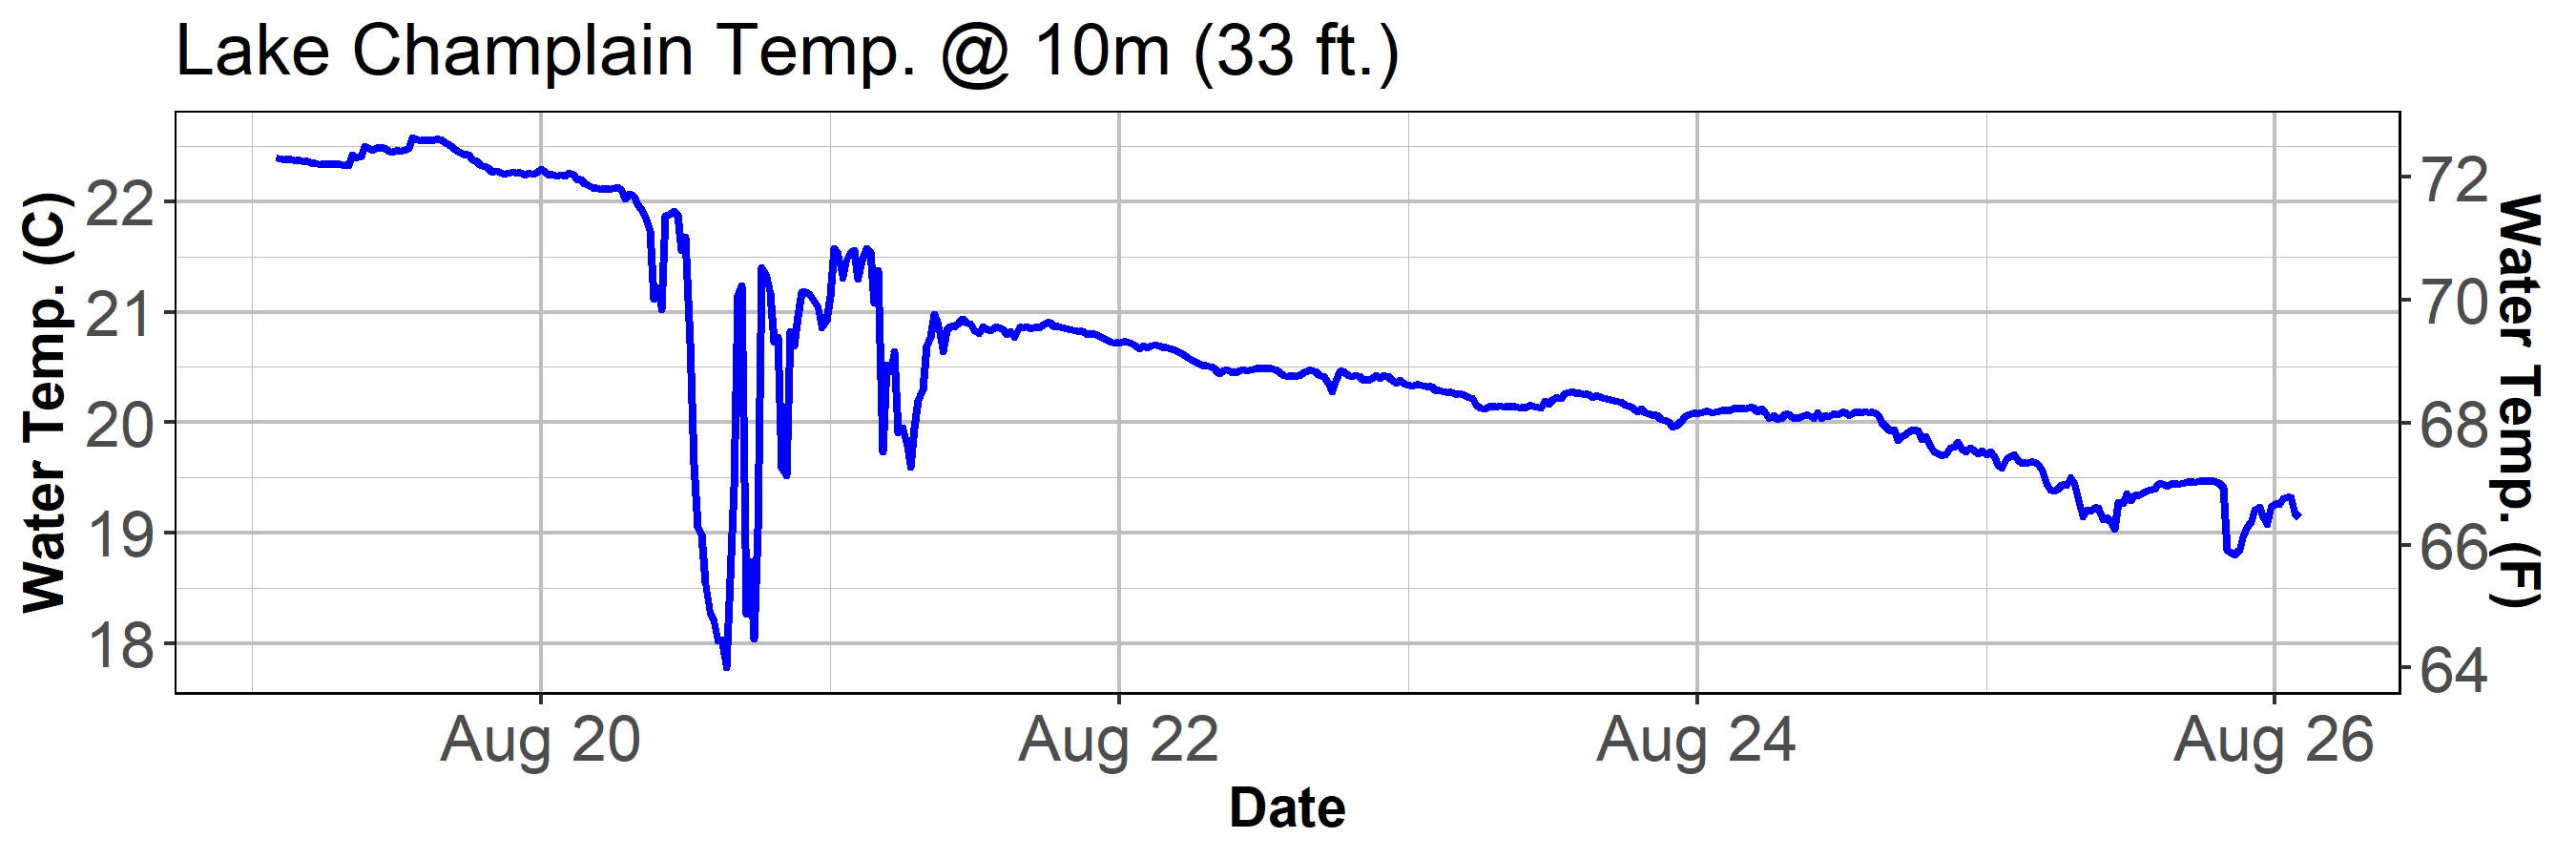 Lake Champlain Temp. @ 10m (33 ft.)
Water Temp. (C)
22
21
20
19
18
72
70
68
66
64
Water Temp. (F)
Aug 20
Aug 22
Aug 24
Aug 26
Date